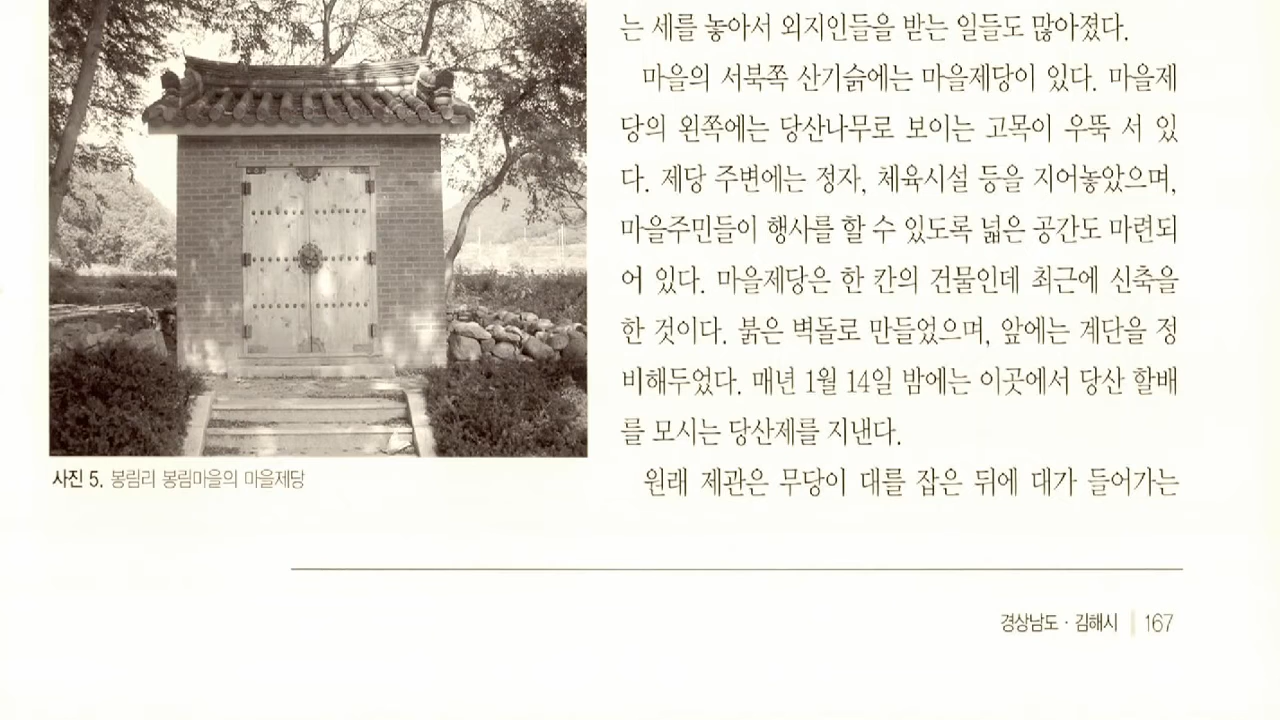 는 세를 놓아서 외지인들을 받는 일들도 많아졌다.
마을의 서북쪽 산기슭에는 마을제당이 있다. 마을제
당의 왼쪽에는 당산나무로 보이는 고목이 우뚝 서 있
다. 제당 주변에는 정자, 체육시설 등을 지어놓았으며,
마을주민들이 행사를 할 수 있도록 넓은 공간도 마련되
어 있다. 마을제당은 한 칸의 건물인데 최근에 신축을
한 것이다. 붉은 벽돌로 만들었으며, 앞에는 계단을 정
비해두었다. 매년 1월 14일 밤에는 이곳에서 당산 할배
를 모시는 당산제를 지낸다.
원래 제관은 무당이 대를 잡은 뒤에 대가 들어가는
사진 5. 봉림리 봉림마을의 마을제당
경상남도 · 김해시 | 167